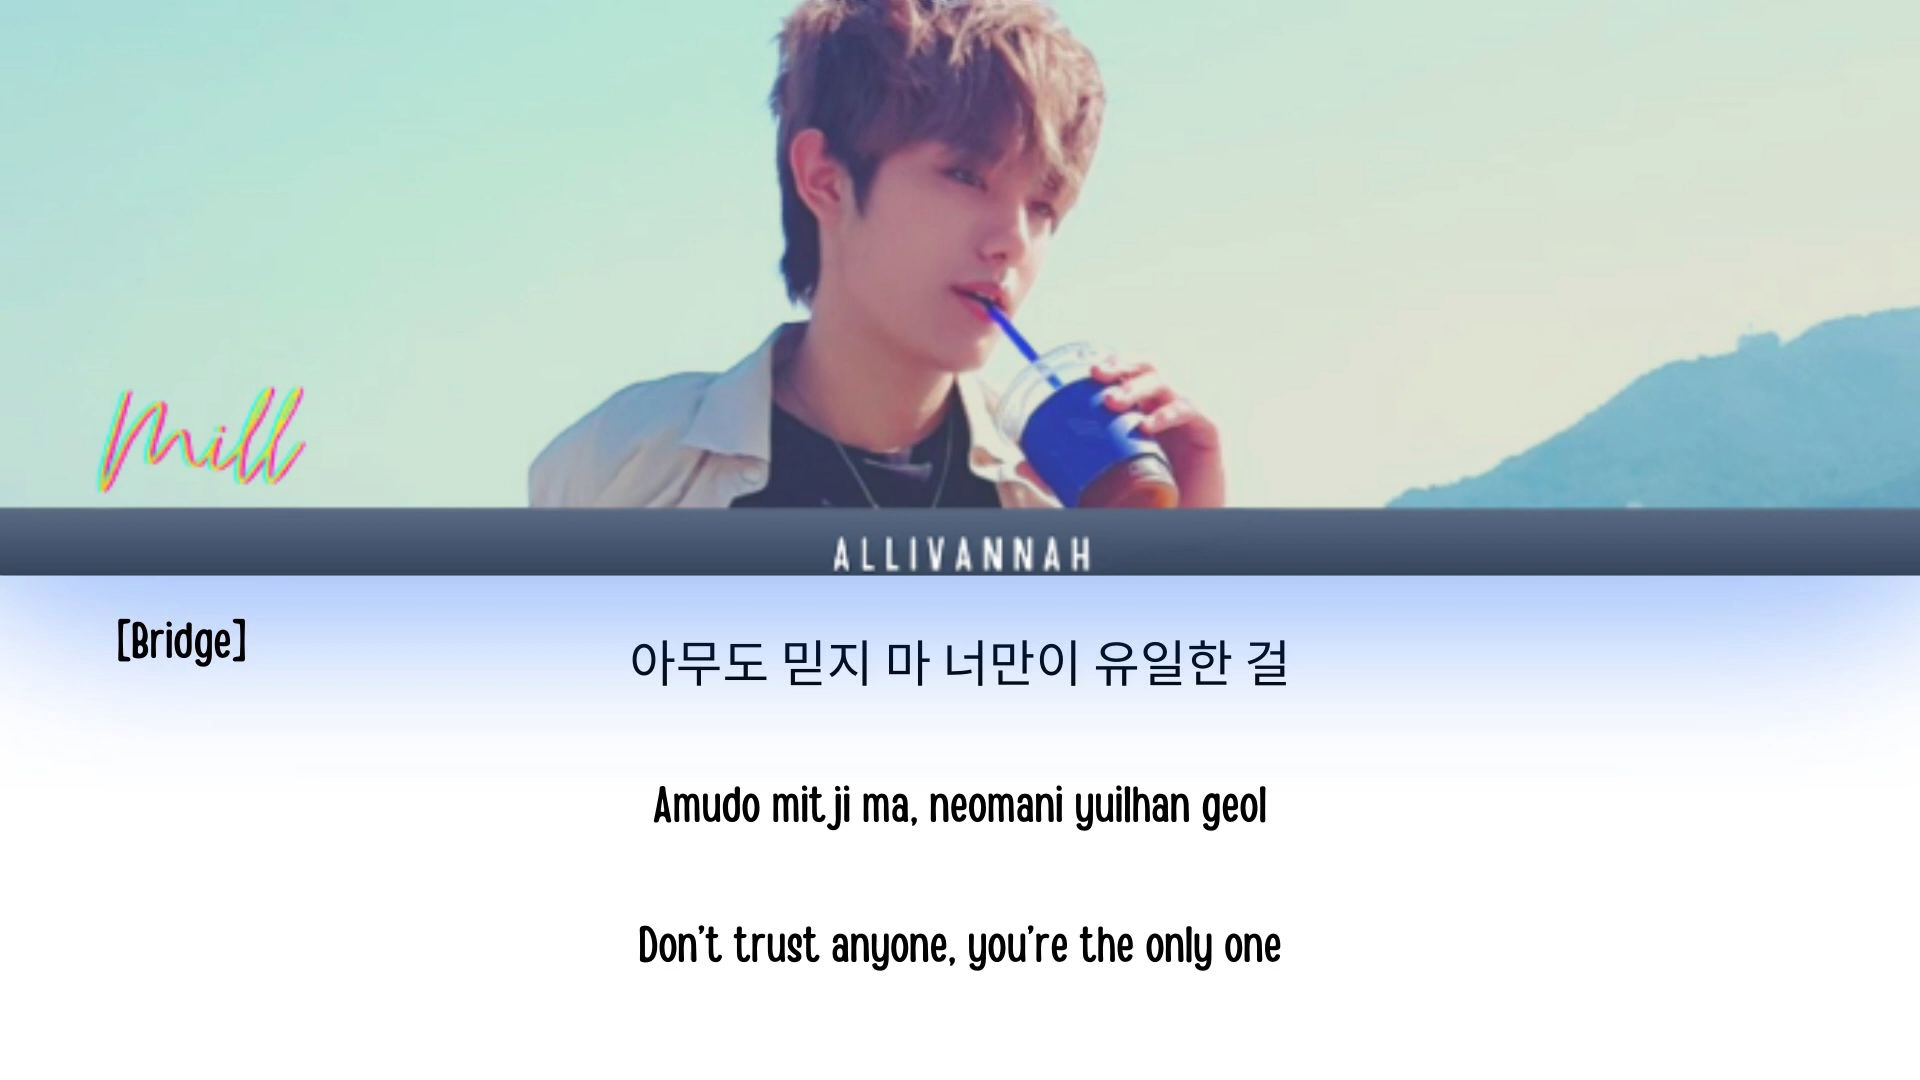 Mill
ALLIVANNAH
[Bridge]
아무도 믿지 마 너만이 유일한 걸
Amudo mitji ma, neomani yuilhan geol
Don't trust anyone, you're the only one